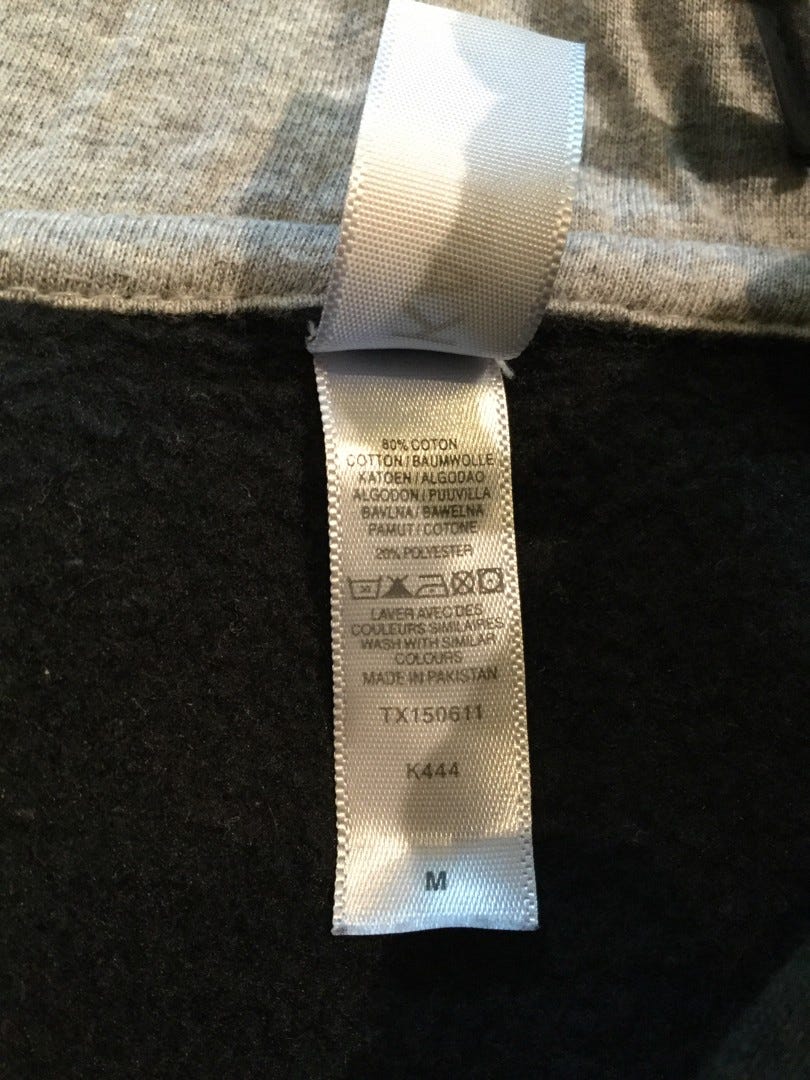 80% COTON
COTTON / BAUMWOLLE
KATOEN / ALGODAO
ALGODON / PUUVILLA
BAVLNA / BAWELNA
PAMUT / COTONE
20% POLYESTER
LAVER AVEC DES
COULEURS SIMILAIRES
WASH WITH SIMILAR
COLOURS
MADE IN PAKISTAN
TX150611
K444
M